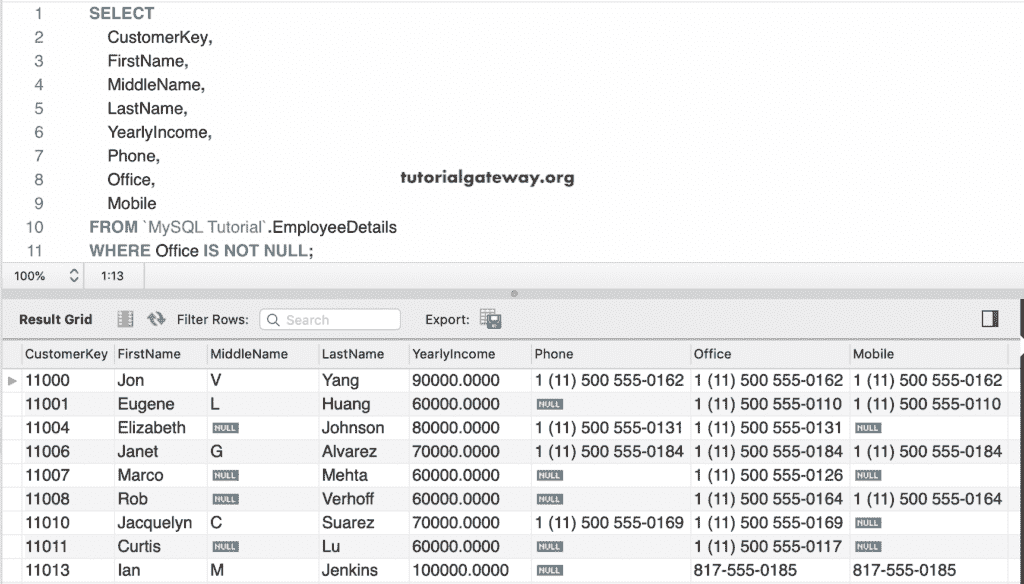 1 SELECT
2 CustomerKey,
3 FirstName,
4 MiddleName,
5 LastName,
6 YearlyIncome,
7 Phone,
8 Office,
tutorialgateway.org
9 Mobile
10 FROM `MySQL Tutorial`.EmployeeDetails
11 WHERE Office IS NOT NULL;
100% 1:13
Result Grid Filter Rows: Search Export:
CustomerKey FirstName MiddleName LastName YearlyIncome Phone Office Mobile
11000 Jon V Yang 90000.0000 1 (11) 500 555-0162 1 (11) 500 555-0162 1 (11) 500 555-0162
11001 Eugene L Huang 60000.0000 NULL 1 (11) 500 555-0110 1 (11) 500 555-0110
11004 Elizabeth NULL Johnson 80000.0000 1 (11) 500 555-0131 1 (11) 500 555-0131 NULL
11006 Janet G Alvarez 70000.0000 1 (11) 500 555-0184 1 (11) 500 555-0184 1 (11) 500 555-0184
11007 Marco NULL Mehta 60000.0000 NULL 1 (11) 500 555-0126 NULL
11008 Rob NULL Verhoff 60000.0000 NULL 1 (11) 500 555-0164 1 (11) 500 555-0164
11010 Jacquelyn C Suarez 70000.0000 1 (11) 500 555-0169 1 (11) 500 555-0169 NULL
11011 Curtis NULL Lu 60000.0000 NULL 1 (11) 500 555-0117 NULL
11013 Ian M Jenkins 100000.0000 NULL 817-555-0185 817-555-0185